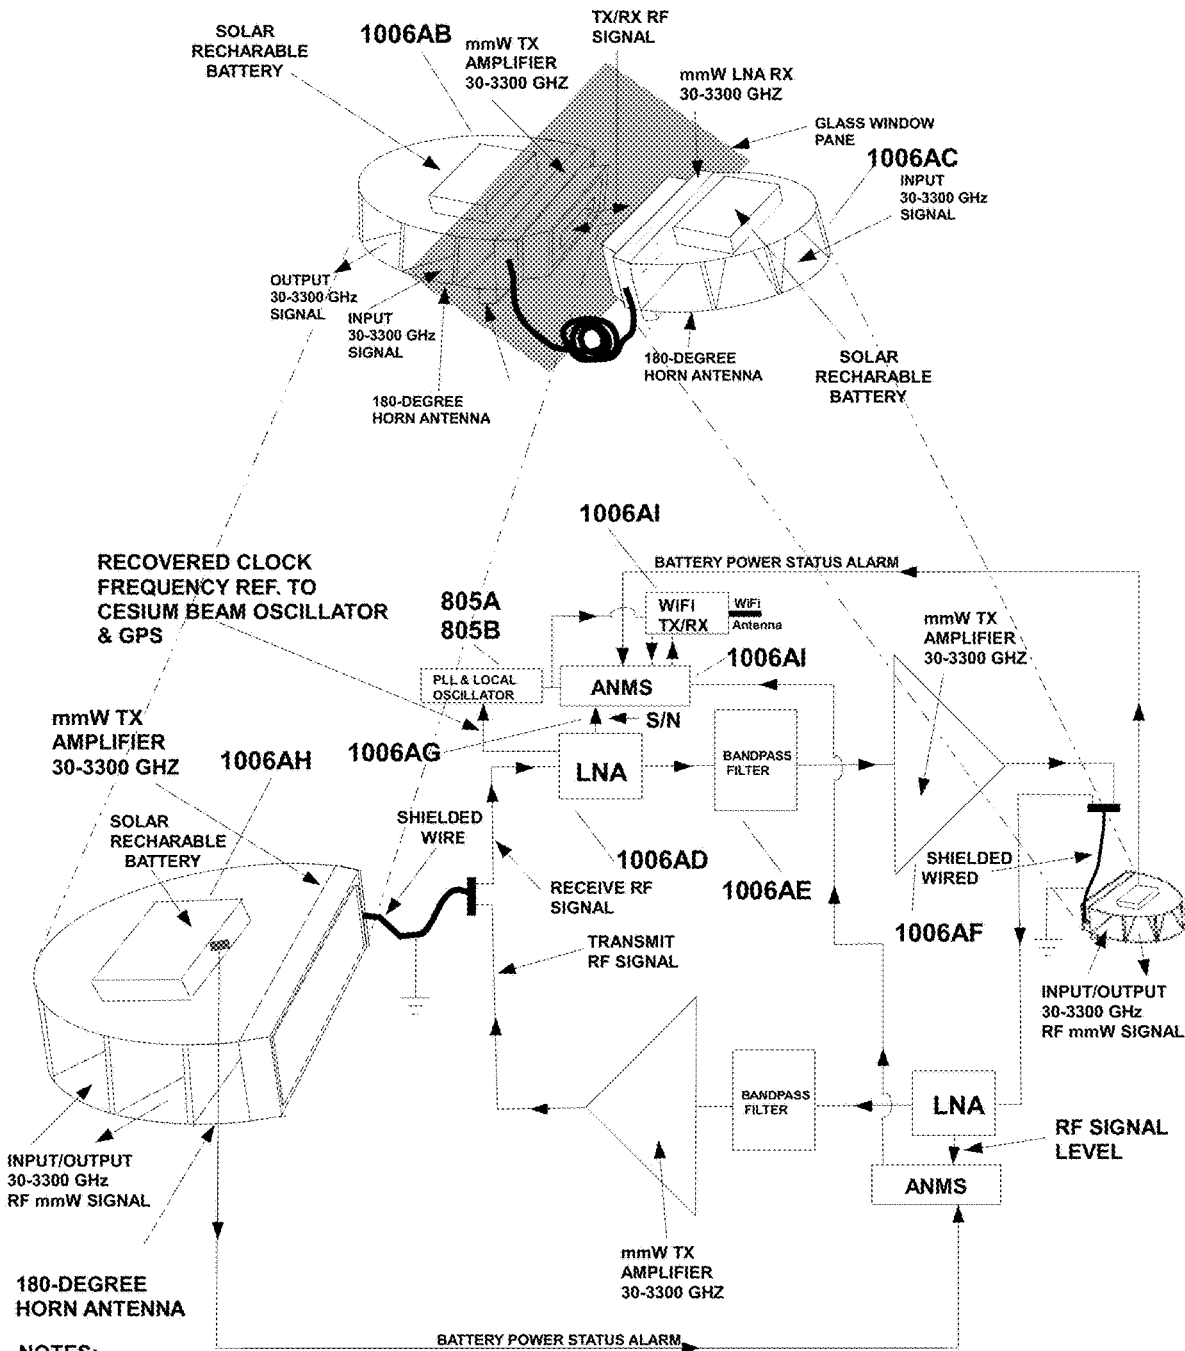 TX/RX RF
SIGNAL
SOLAR
RECHARABLE
BATTERY
1006AB
mmW TX
AMPLIFIER
30-3300 GHZ
mmW LNA RX
30-3300 GHZ
GLASS WINDOW
PANE
1006AC
INPUT
30-3300 GHz
SIGNAL
OUTPUT
30-3300 GHz
SIGNAL
INPUT
30-3300 GHz
SIGNAL
180-DEGREE
HORN ANTENNA
180-DEGREE
HORN ANTENNA
SOLAR
RECHARABLE
BATTERY
1006AI
RECOVERED CLOCK
FREQUENCY REF. TO
CESIUM BEAM OSCILLATOR
& GPS
BATTERY POWER STATUS ALARM
805A
805B
WIFI
TX/RX
WiFi
Antenna
mmW TX
AMPLIFIER
30-3300 GHZ
1006AI
PLL & LOCAL
OSCILLATOR
ANMS
S/N
mmW TX
AMPLIFIER
30-3300 GHZ
1006AH
1006AG
LNA
BANDPASS
FILTER
SOLAR
RECHARABLE
BATTERY
SHIELDED
WIRE
1006AD
1006AE
SHIELDED
WIRED
RECEIVE RF
SIGNAL
1006AF
TRANSMIT
RF SIGNAL
INPUT/OUTPUT
30-3300 GHz
RF mmW SIGNAL
BANDPASS
FILTER
LNA
RF SIGNAL
LEVEL
INPUT/OUTPUT
30-3300 GHz
RF mmW SIGNAL
ANMS
mmW TX
AMPLIFIER
30-3300 GHZ
180-DEGREE
HORN ANTENNA
BATTERY POWER STATUS ALARM
NOTES: